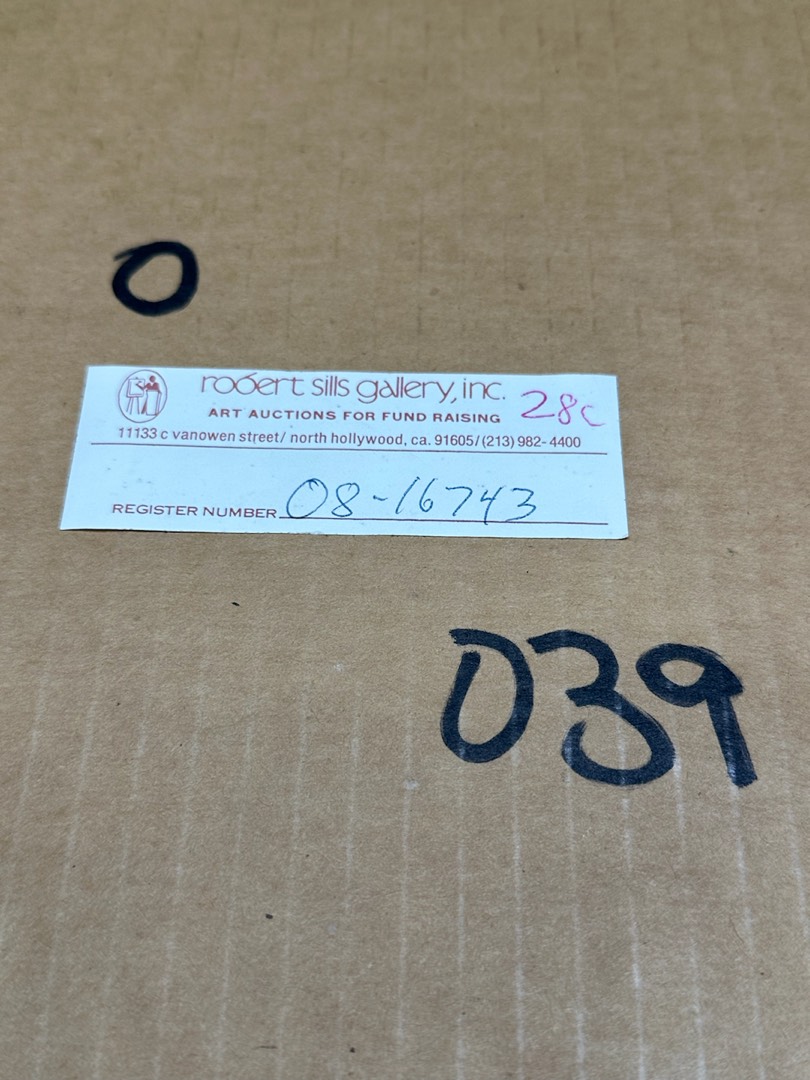 0
robert sills gallery, inc. 28c
ART AUCTIONS FOR FUND RAISING
11133 c vanowen street/ north hollywood, ca. 91605/(213) 982-4400
REGISTER NUMBER 08-16743
039